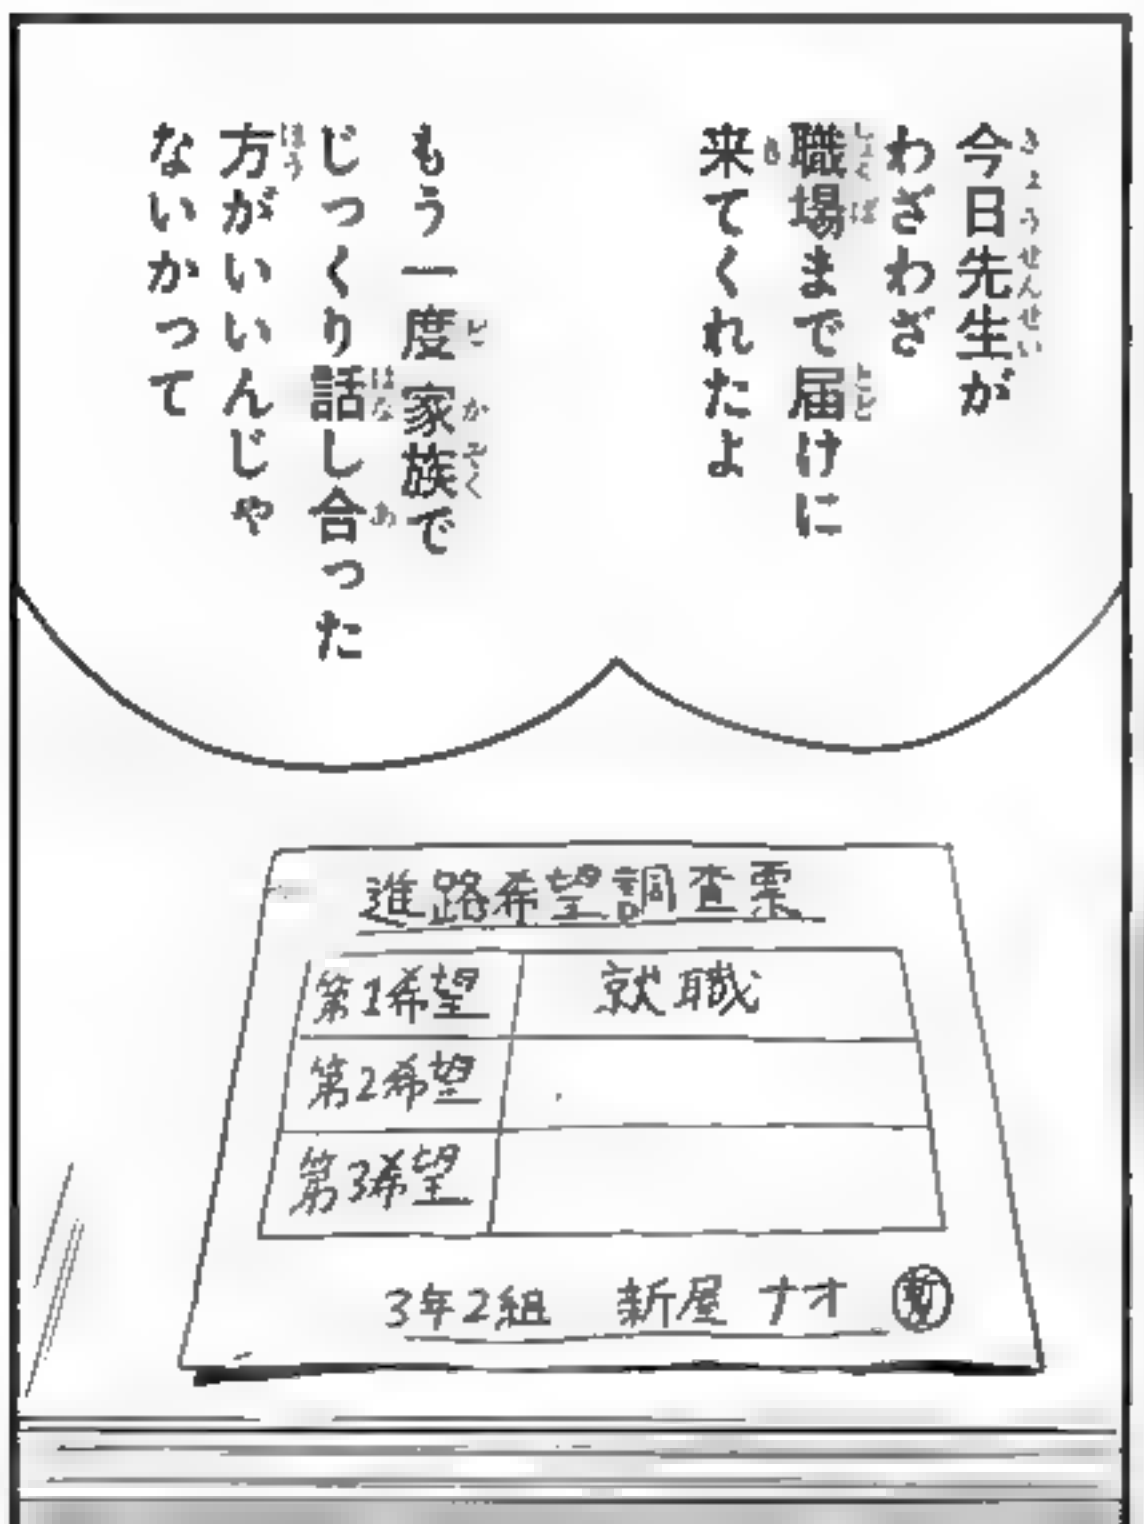 今日先生が
わざわざ
職場まで届けに
来てくれたよ
もう一度家族で
じっくり話し合った
方がいいんじゃ
ないかって
進路希望調査票
第1希望 就職
第2希望
第3希望
3年2組 新屋 ナオ 新